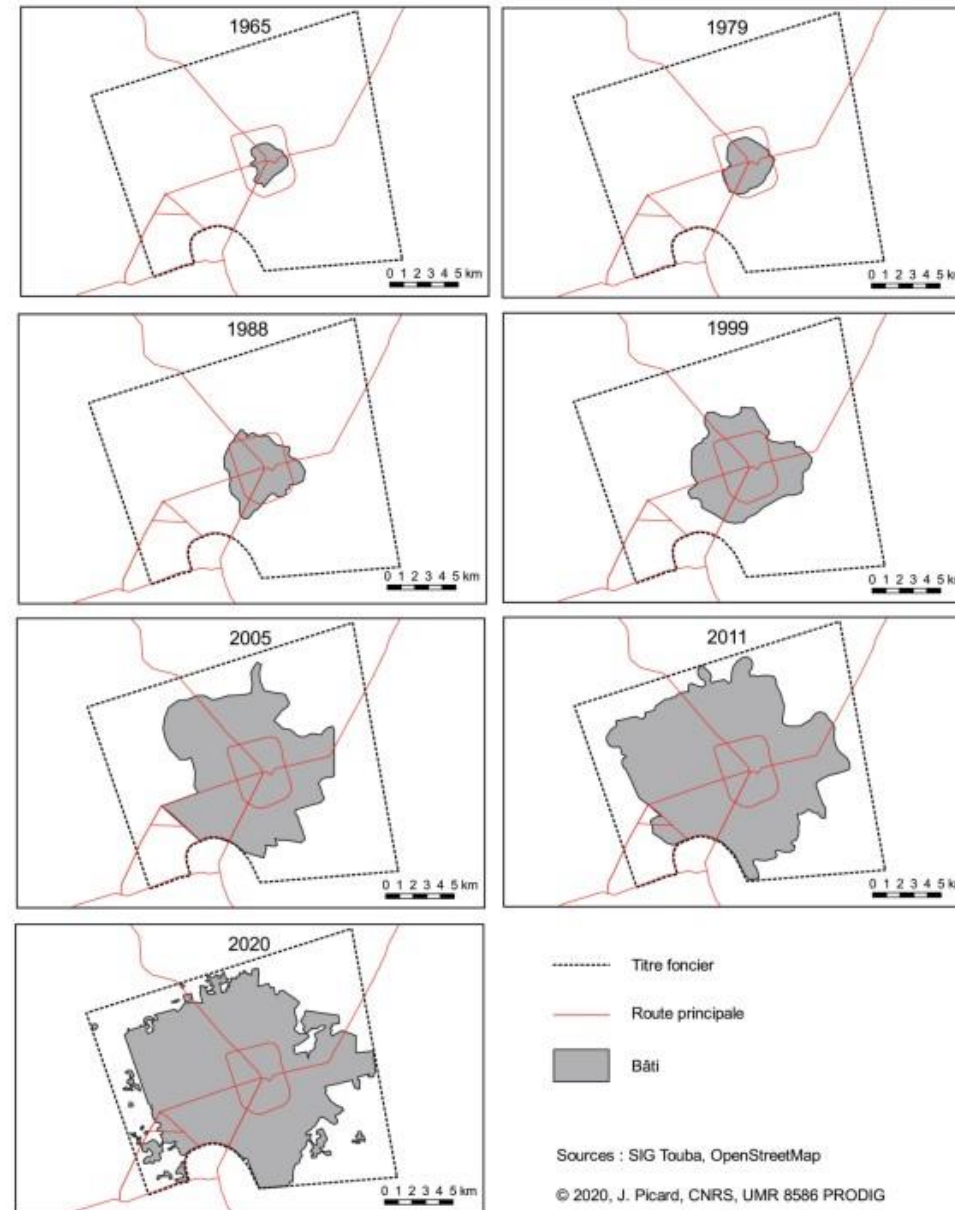 1965
0 1 2 3 4 5 km
1979
0 1 2 3 4 5 km
1988
0 1 2 3 4 5 km
1999
0 1 2 3 4 5 km
2005
0 1 2 3 4 5 km
2011
0 1 2 3 4 5 k
2020
0 1 2 3 4 5 km
Titre foncier
Route principale
Bâti
Sources : SIG Touba, OpenStreetMap
© 2020, J. Picard, CNRS, UMR 8586 PRODIG